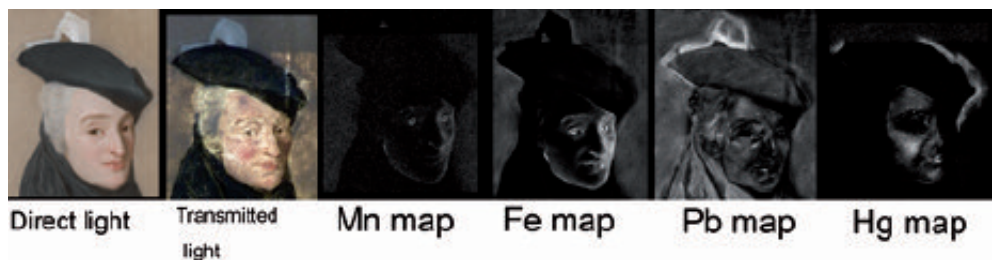 Direct light
Transmitted
light
Mn map
Fe map
Pb map
Hg map